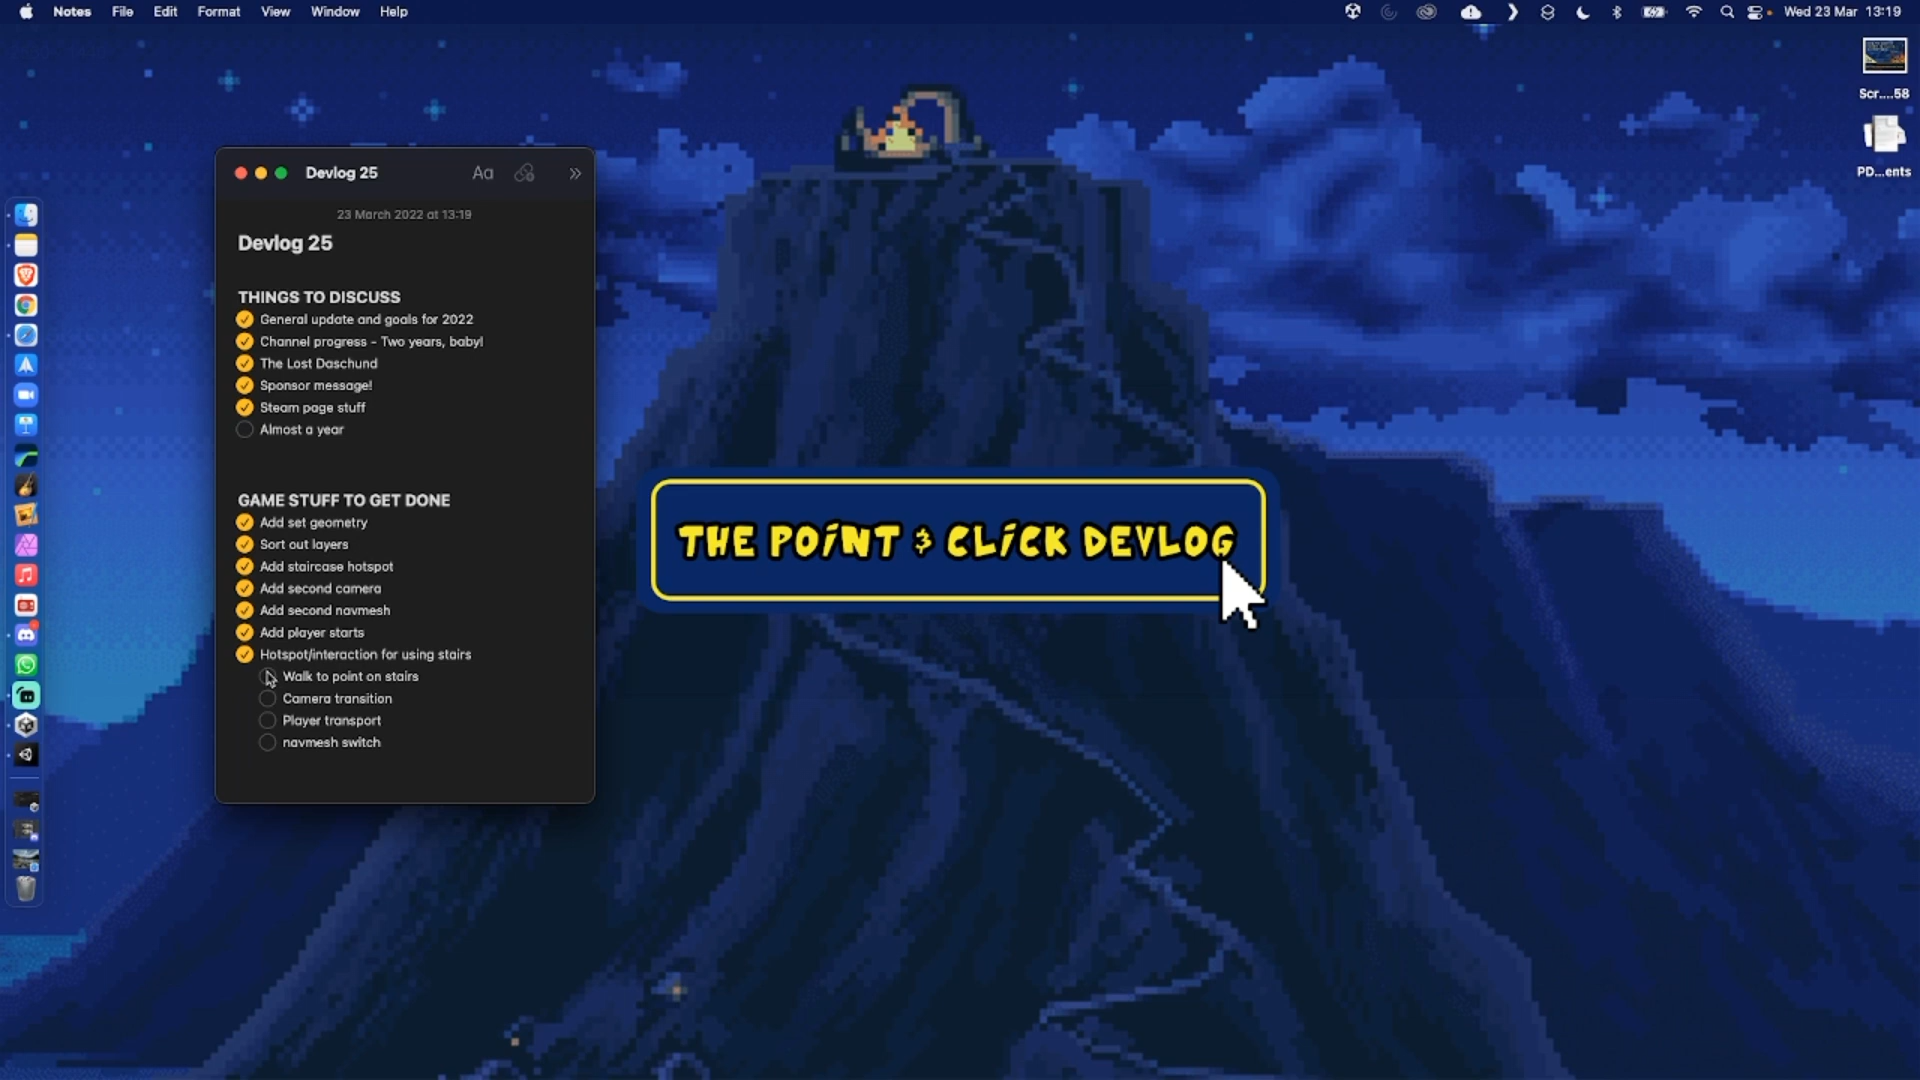 Notes File Edit Format View Window Help Wed 23 Mar 13:19
Scr....58
PD...ents
Devlog 25 Aa
23 March 2022 at 13:19
Devlog 25
THINGS TO DISCUSS
General update and goals for 2022
Channel progress - Two years, baby!
The Lost Daschund
Sponsor message!
Steam page stuff
Almost a year
GAME STUFF TO GET DONE
Add set geometry
Sort out layers
Add staircase hotspot
Add second camera
Add second navmesh
Add player starts
Hotspot/interaction for using stairs
Walk to point on stairs
Camera transition
Player transport
navmesh switch
THE POINT & CLICK DEVLOG